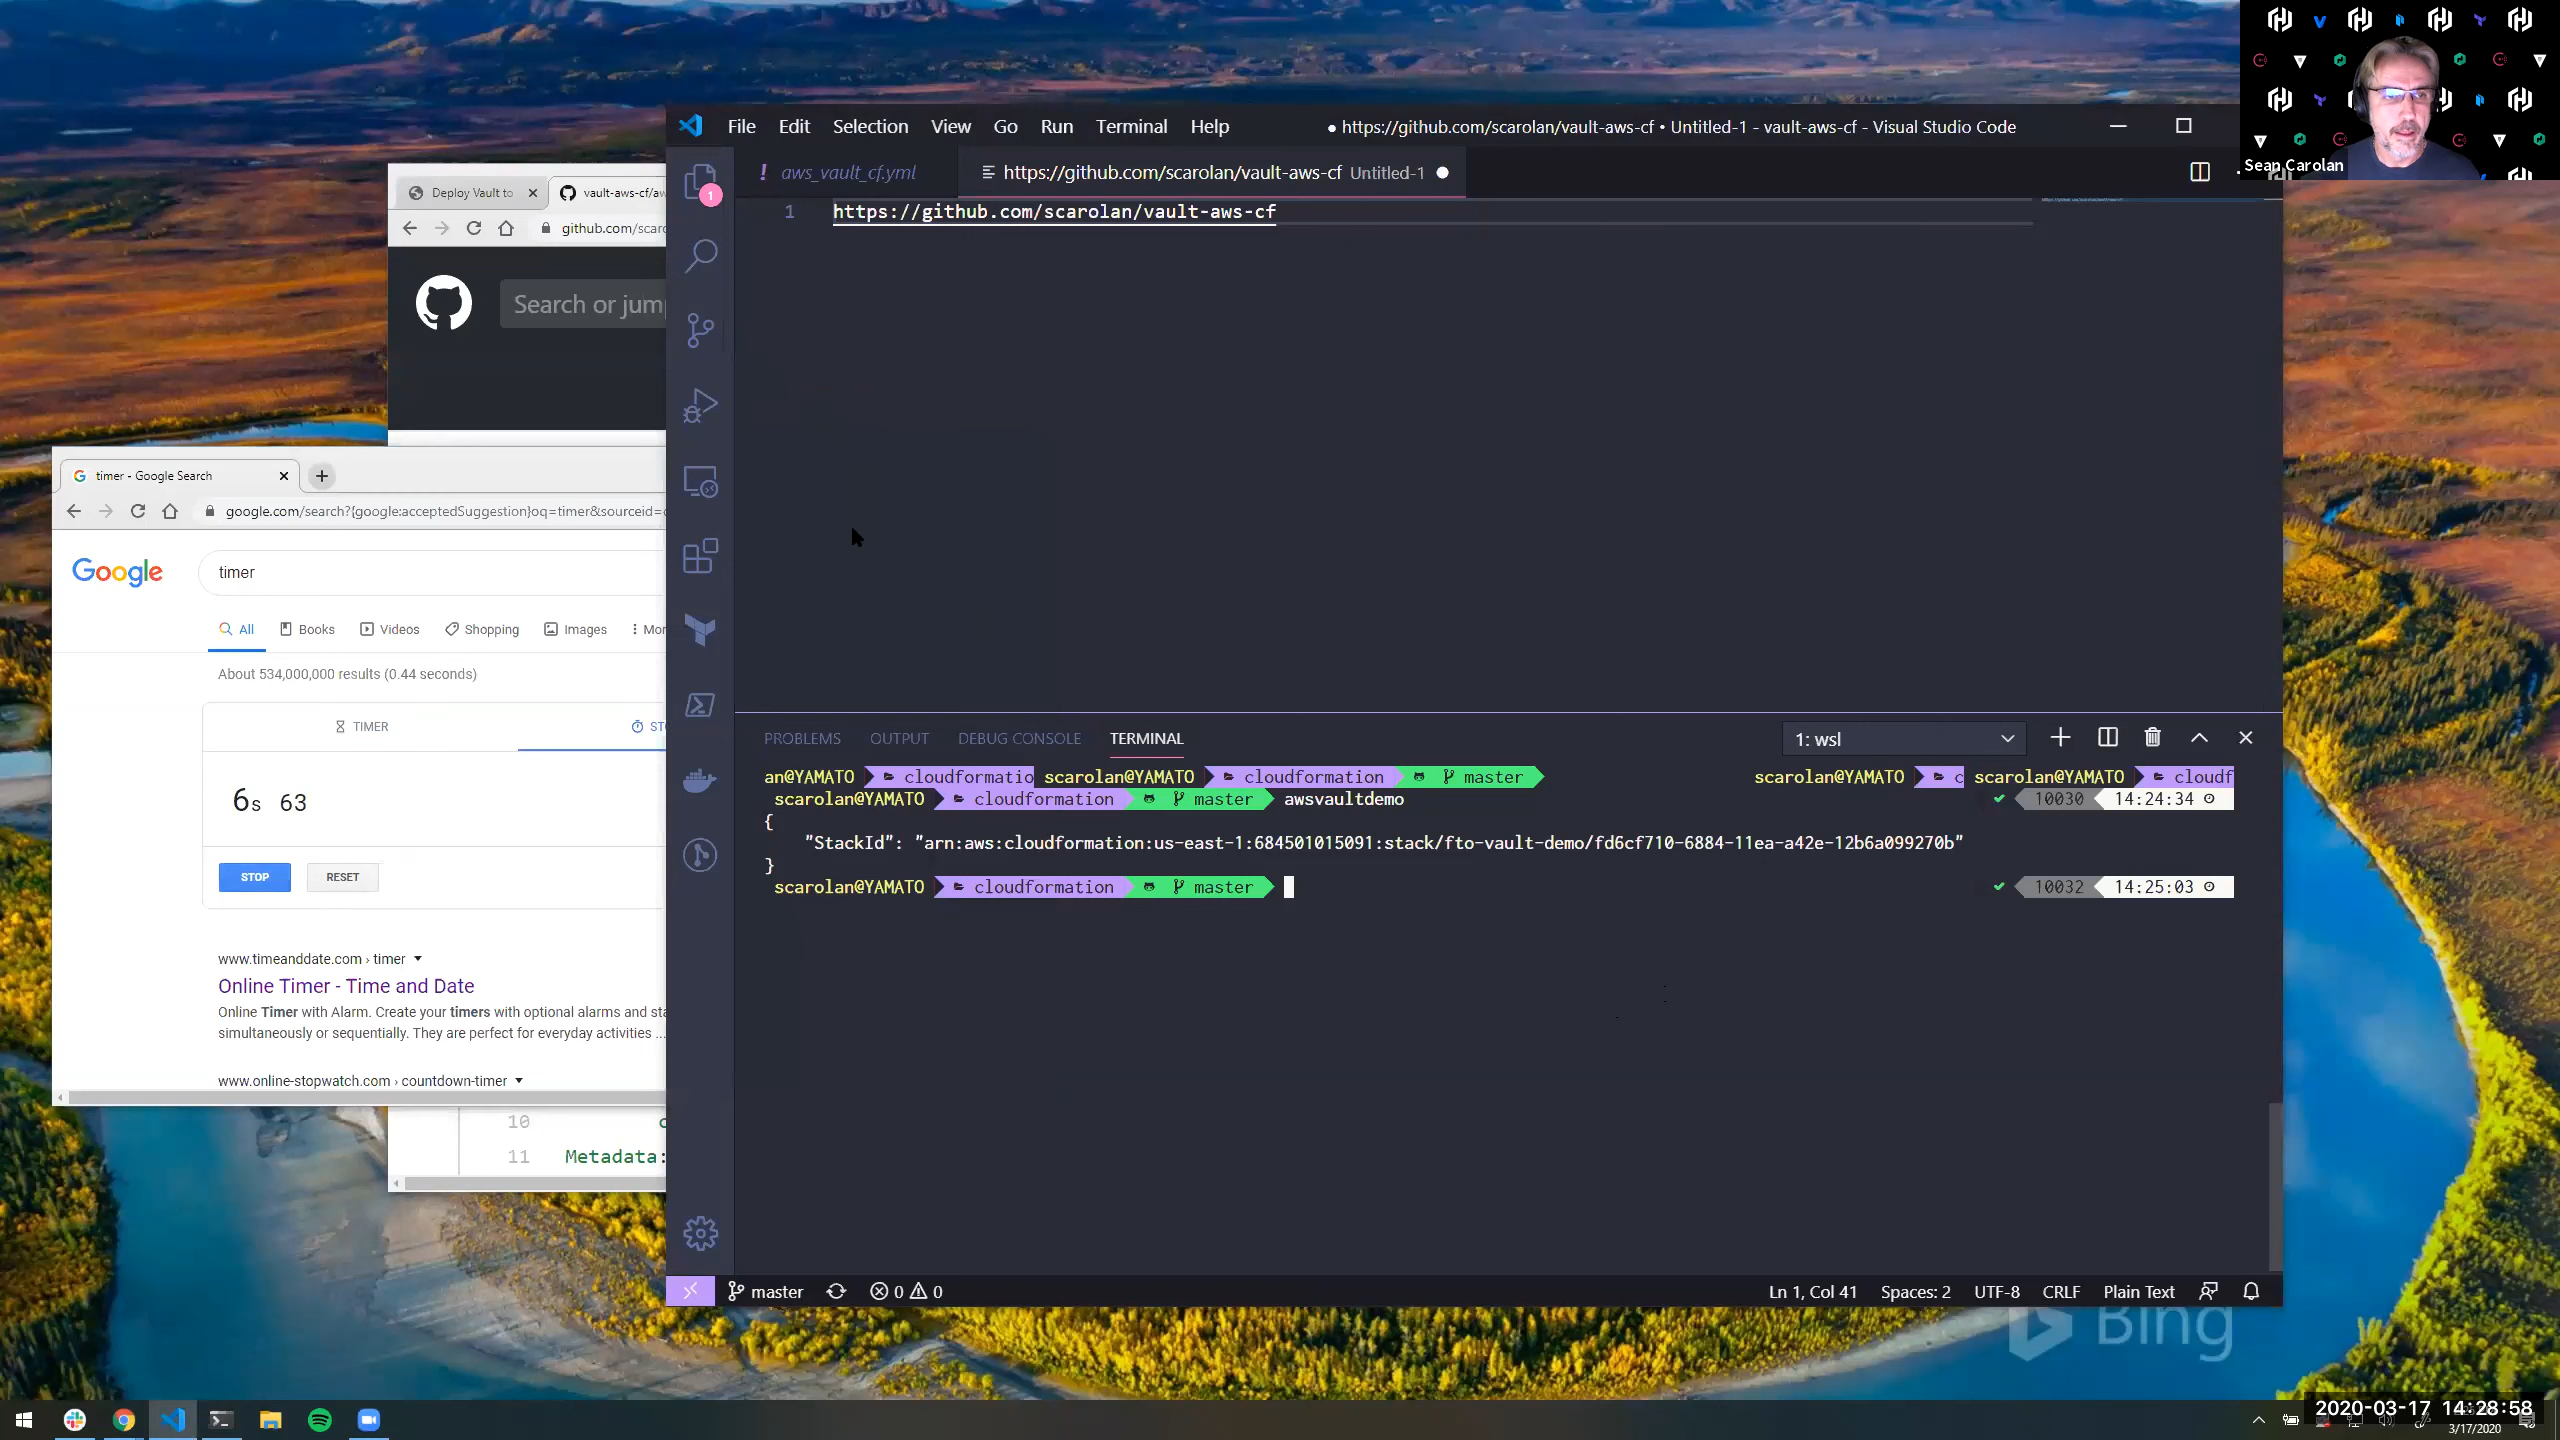 Sean Carolan
File Edit Selection View Go Run Terminal Help
● https://github.com/scarolan/vault-aws-cf • Untitled-1 - vault-aws-cf - Visual Studio Code
! aws_vault_cf.yml
https://github.com/scarolan/vault-aws-cf Untitled-1
1 https://github.com/scarolan/vault-aws-cf
1
Deploy Vault to
vault-aws-cf/aw
github.com/scaro
Search or jump
timer - Google Search
google.com/search?{google:acceptedSuggestion}oq=timer&sourceid=c
Google
timer
All Books Videos Shopping Images Mor
About 534,000,000 results (0.44 seconds)
TIMER STO
6s 63
STOP RESET
www.timeanddate.com › timer
Online Timer - Time and Date
Online Timer with Alarm. Create your timers with optional alarms and sta
simultaneously or sequentially. They are perfect for everyday activities ...
www.online-stopwatch.com › countdown-timer
10 c
11 Metadata:
PROBLEMS OUTPUT DEBUG CONSOLE TERMINAL
1: wsl
an@YAMATO cloudformatio scarolan@YAMATO cloudformation master scarolan@YAMATO c scarolan@YAMATO cloudf
scarolan@YAMATO cloudformation master awsvaultdemo 10030 14:24:34
{
"StackId": "arn:aws:cloudformation:us-east-1:684501015091:stack/fto-vault-demo/fd6cf710-6884-11ea-a42e-12b6a099270b"
}
scarolan@YAMATO cloudformation master 10032 14:25:03
master 0 0
Ln 1, Col 41 Spaces: 2 UTF-8 CRLF Plain Text
Bing
2020-03-17 14:28:58
3/17/2020